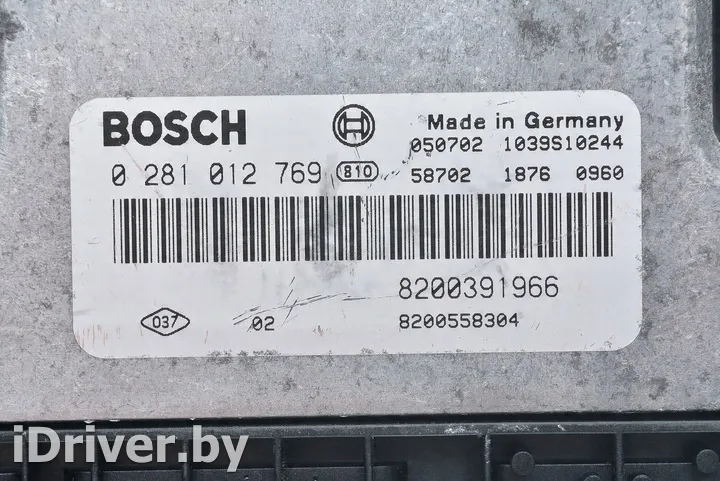 BOSCH
Made in Germany
050702 1039S10244
0 281 012 769 810 58702 1876 0960
8200391966
037 02 8200558304
iDriver.by